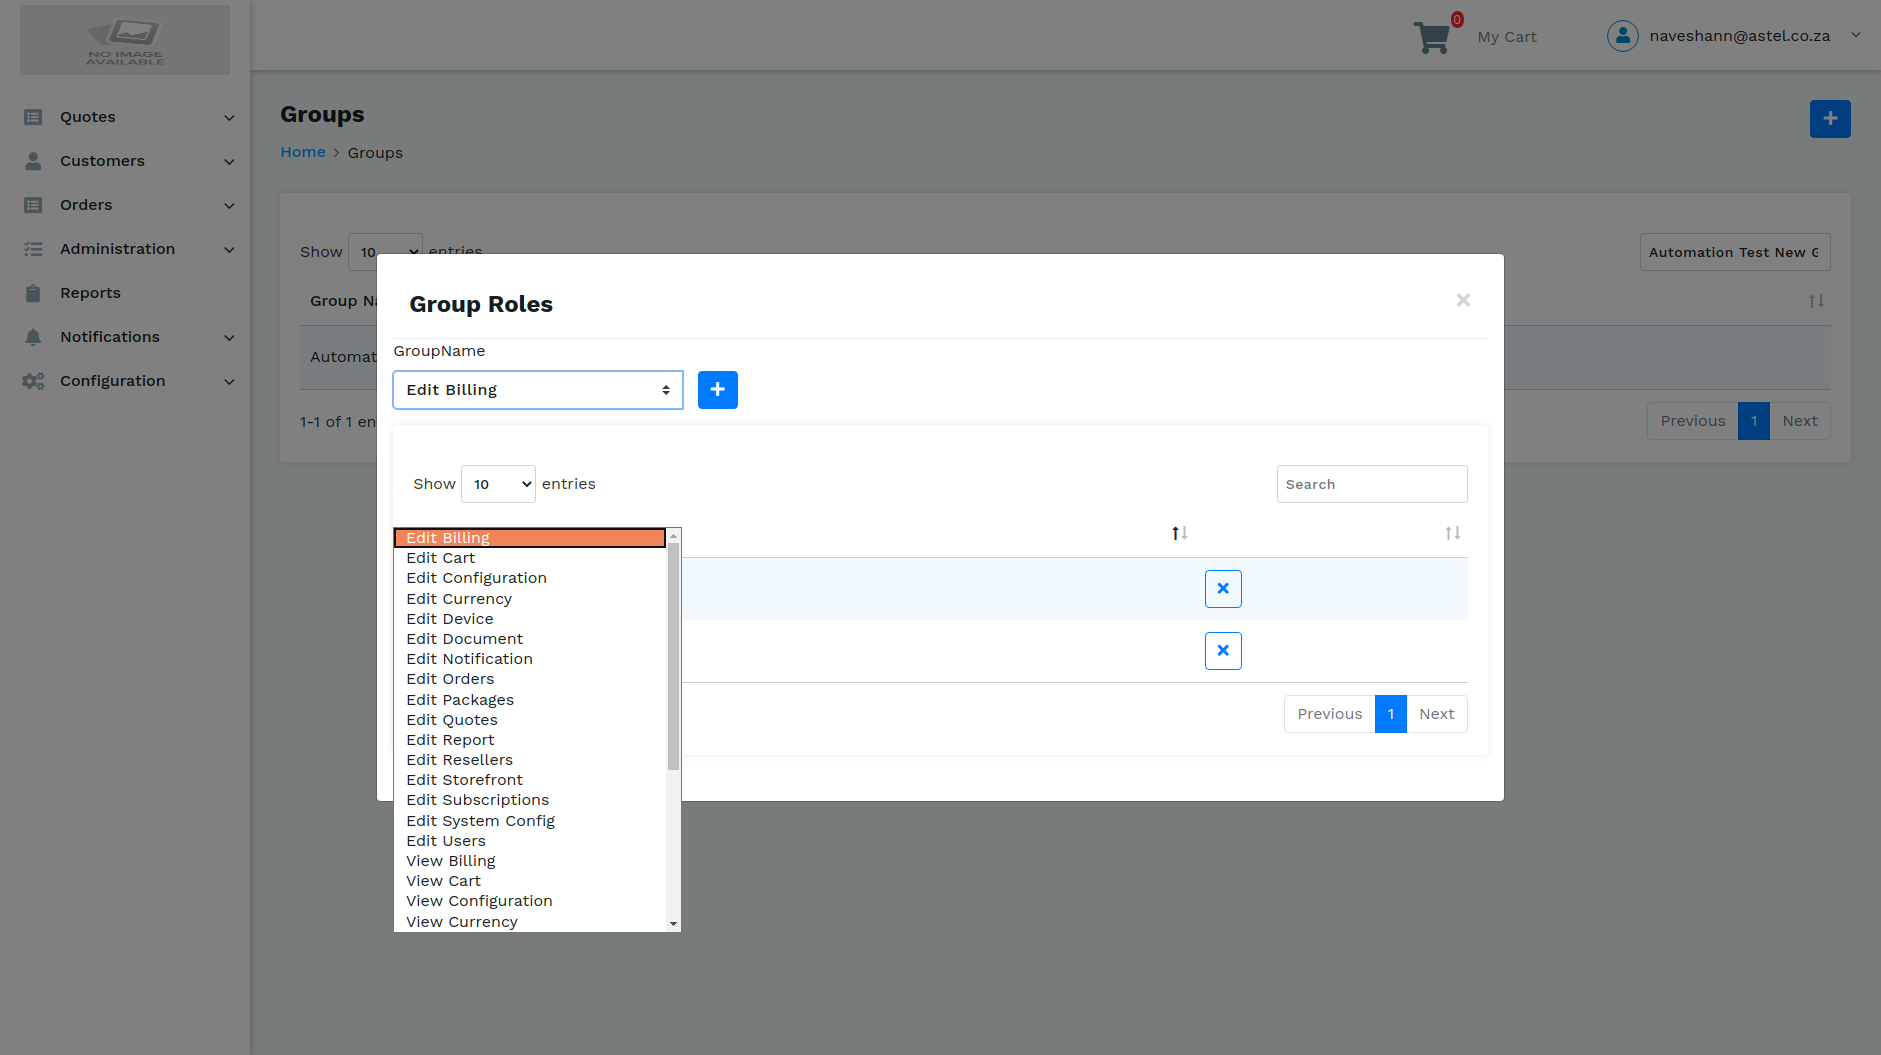 NO IMAGE
AVAILABLE
0
My Cart
naveshann@astel.co.za
Quotes
Customers
Orders
Administration
Reports
Notifications
Configuration
Groups
Home > Groups
Show 10 entries
Automation Test New G
Group Na
Automat
1-1 of 1 en
Previous 1 Next
Group Roles
×
GroupName
Edit Billing
Show 10 entries
Search
Edit Billing
Edit Cart
Edit Configuration
Edit Currency
Edit Device
Edit Document
Edit Notification
Edit Orders
Edit Packages
Edit Quotes
Edit Report
Edit Resellers
Edit Storefront
Edit Subscriptions
Edit System Config
Edit Users
View Billing
View Cart
View Configuration
View Currency
Previous 1 Next